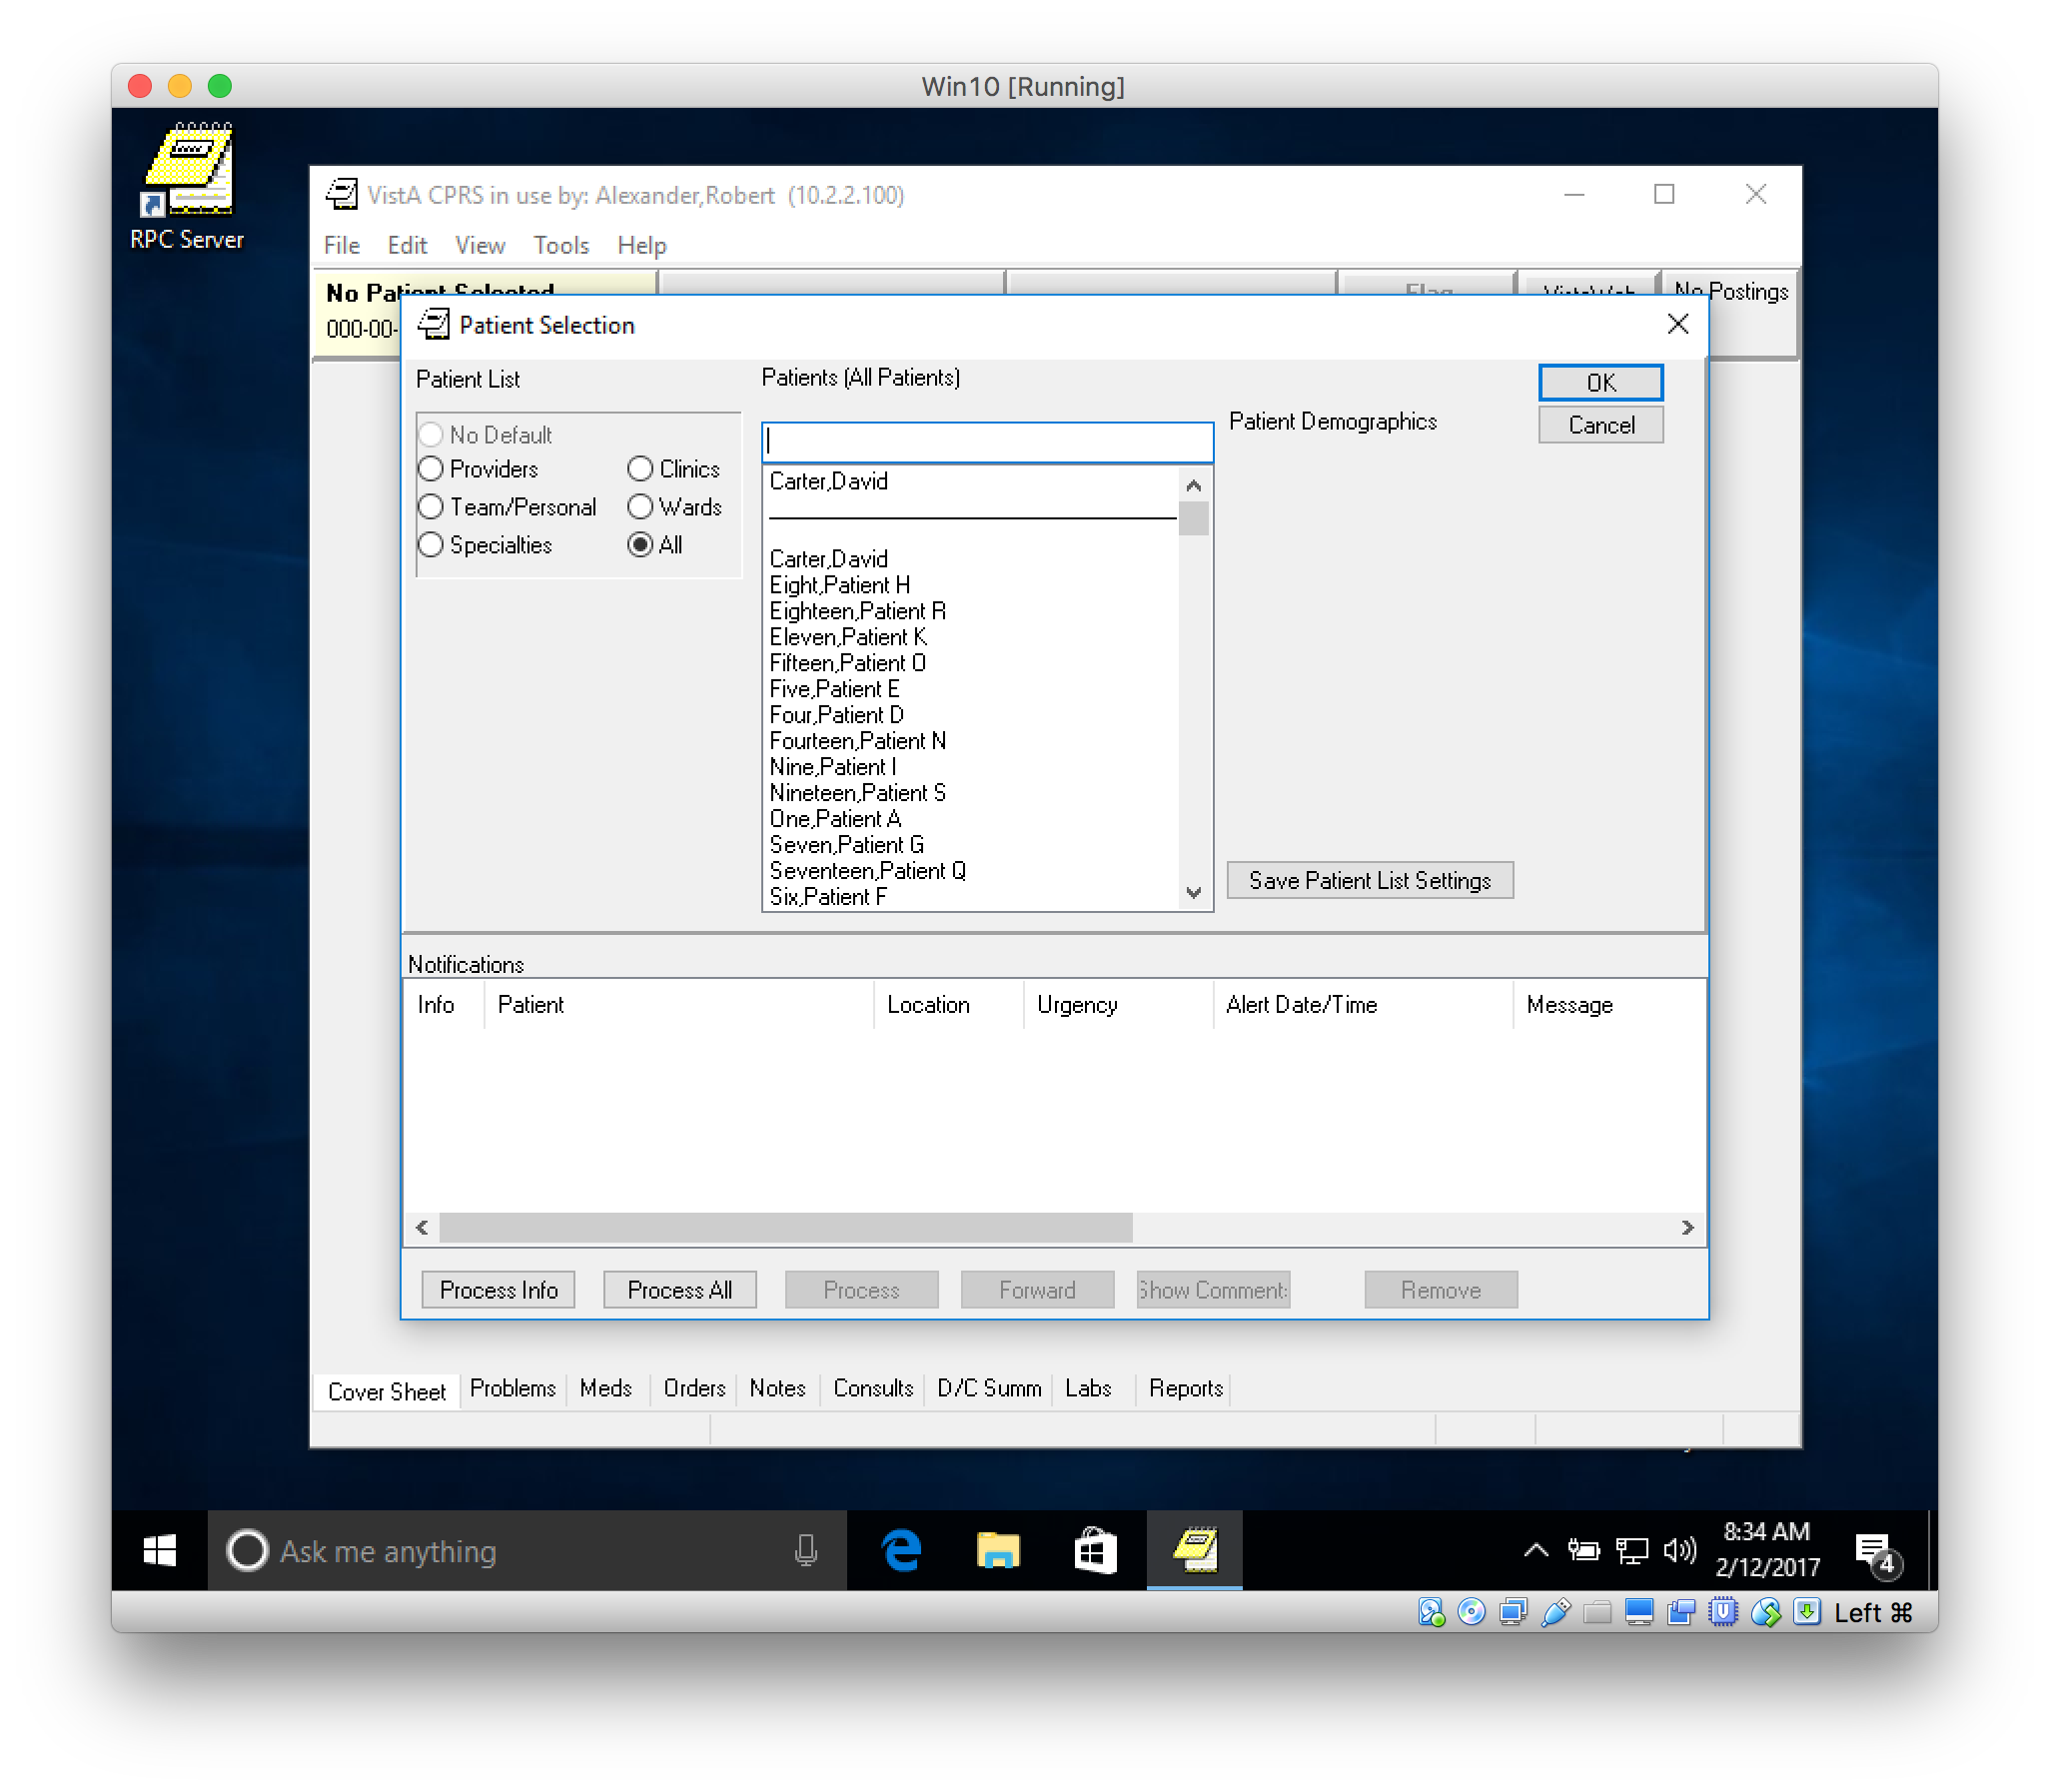 Win10 [Running]
RPC Server
VistA CPRS in use by: Alexander,Robert (10.2.2.100)
File Edit View Tools Help
No Patient Selected
Flag
VistaWeb
No Postings
000-00-
Patient Selection
Patient List
Patients (All Patients)
OK
Cancel
Patient Demographics
No Default
Providers
Clinics
Team/Personal
Wards
Specialties
All
Carter,David
Carter,David
Eight,Patient H
Eighteen,Patient R
Eleven,Patient K
Fifteen,Patient O
Five,Patient E
Four,Patient D
Fourteen,Patient N
Nine,Patient I
Nineteen,Patient S
One,Patient A
Seven,Patient G
Seventeen,Patient Q
Six,Patient F
Save Patient List Settings
Notifications
Info Patient Location Urgency Alert Date/Time Message
Process Info
Process All
Process
Forward
Show Comments
Remove
Cover Sheet Problems Meds Orders Notes Consults D/C Summ Labs Reports
Ask me anything
8:34 AM
2/12/2017
4
Left ⌘